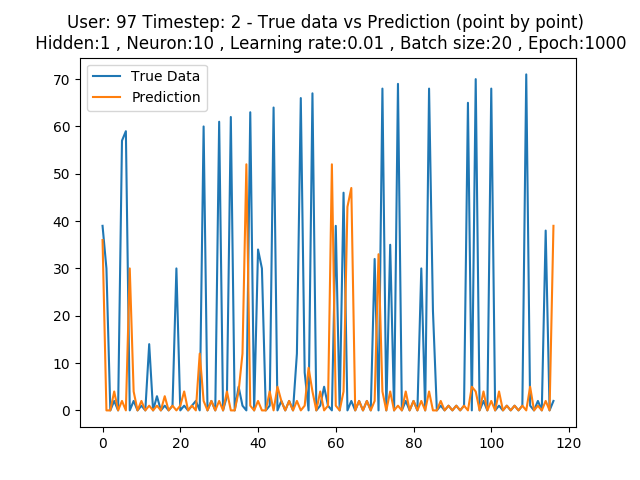 User: 97 Timestep: 2 - True data vs Prediction (point by point)
Hidden:1 , Neuron:10 , Learning rate:0.01 , Batch size:20 , Epoch:1000
True Data
Prediction
70
60
50
40
30
20
10
0
0 20 40 60 80 100 120